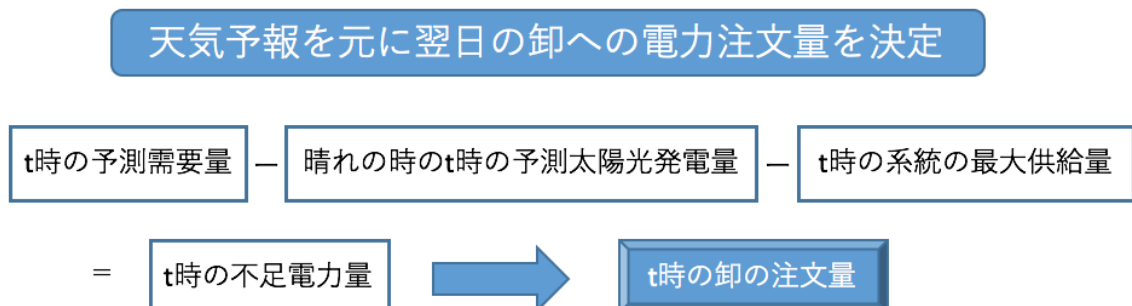 天気予報を元に翌日の卸への電力注文量を決定
t時の予測需要量 － 晴れの時のt時の予測太陽光発電量 － t時の系統の最大供給量
＝ t時の不足電力量 t時の卸の注文量